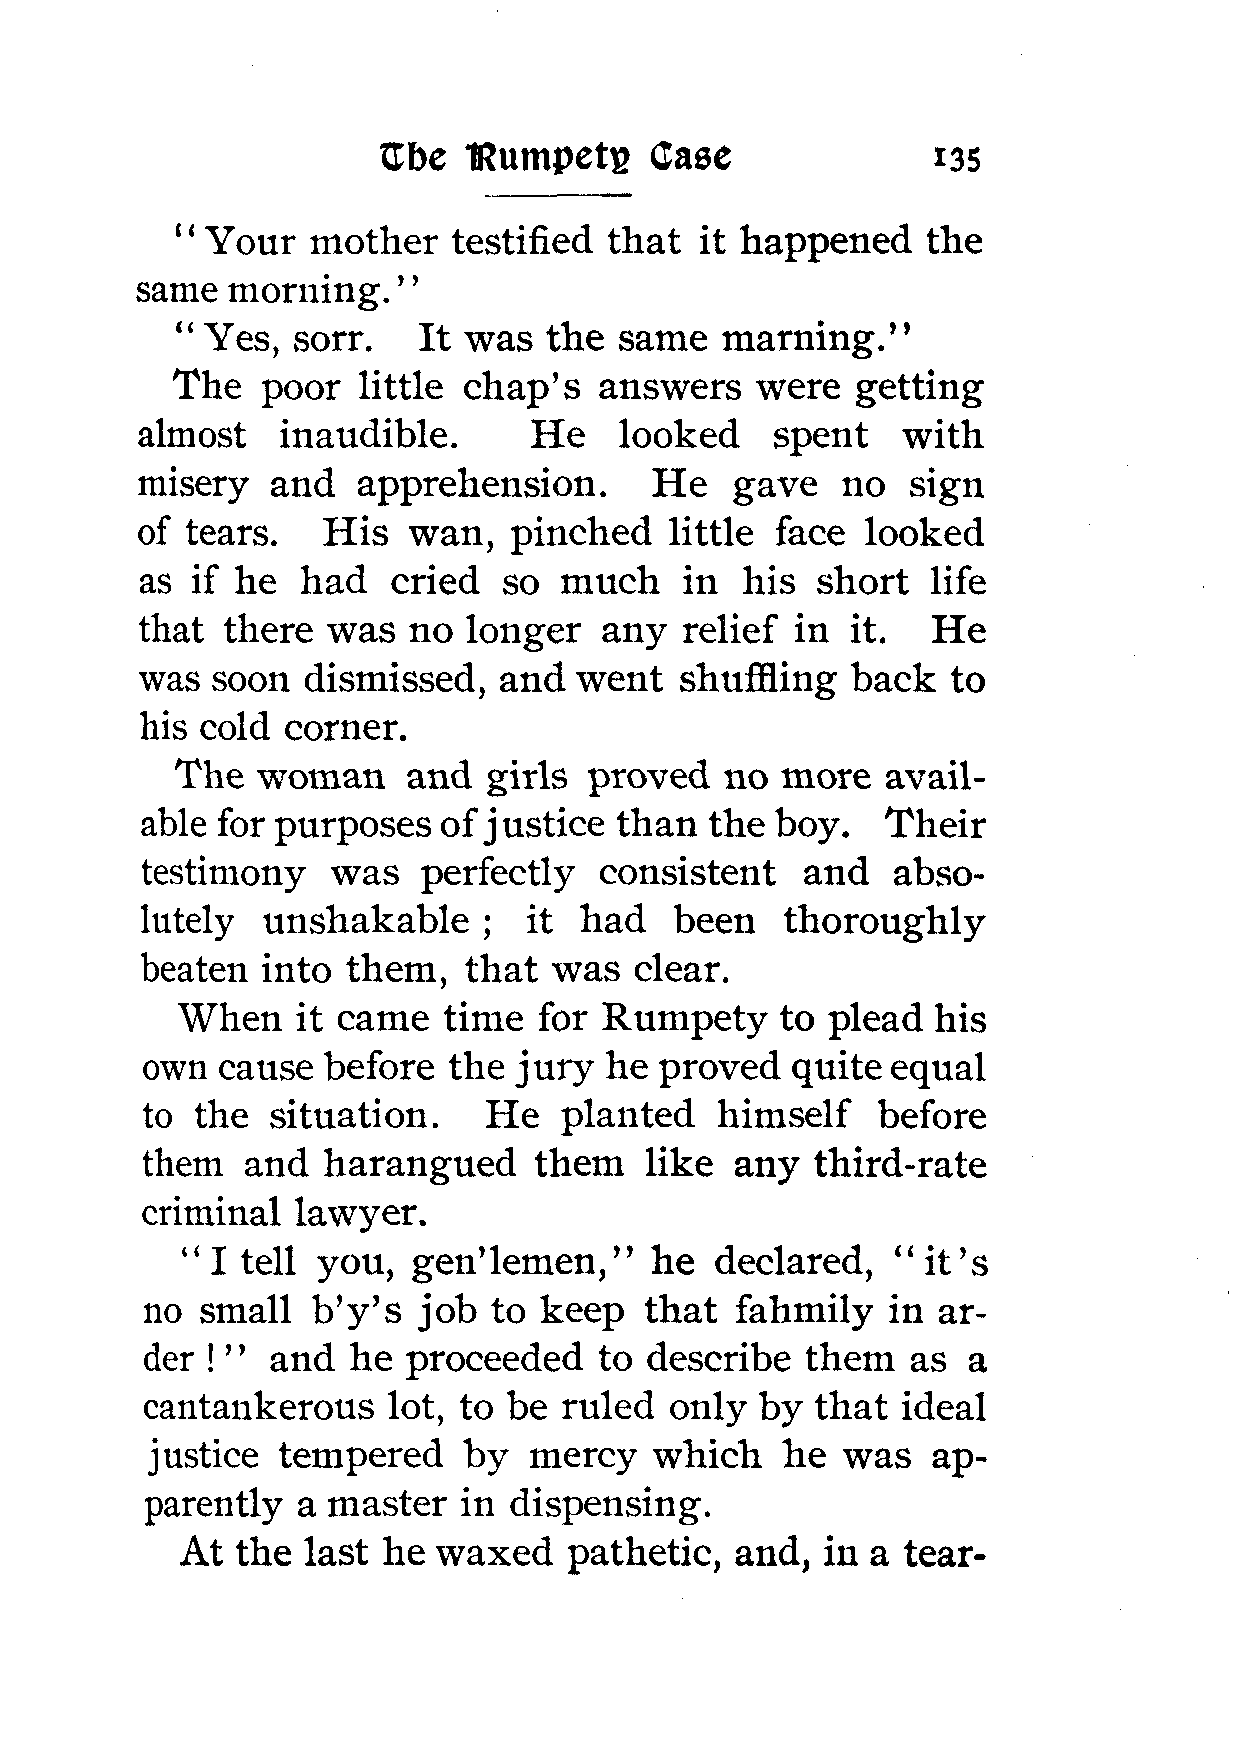 The Rumpety Case 135
"Your mother testified that it happened the
same morning."
"Yes, sorr. It was the same marning."
The poor little chap's answers were getting
almost inaudible. He looked spent with
misery and apprehension. He gave no sign
of tears. His wan, pinched little face looked
as if he had cried so much in his short life
that there was no longer any relief in it. He
was soon dismissed, and went shuffling back to
his cold corner.
The woman and girls proved no more avail-
able for purposes of justice than the boy. Their
testimony was perfectly consistent and abso-
lutely unshakable ; it had been thoroughly
beaten into them, that was clear.
When it came time for Rumpety to plead his
own cause before the jury he proved quite equal
to the situation. He planted himself before
them and harangued them like any third-rate
criminal lawyer.
"I tell you, gen'lemen," he declared, "it's
no small b'y's job to keep that fahmily in ar-
der !" and he proceeded to describe them as a
cantankerous lot, to be ruled only by that ideal
justice tempered by mercy which he was ap-
parently a master in dispensing.
At the last he waxed pathetic, and, in a tear-